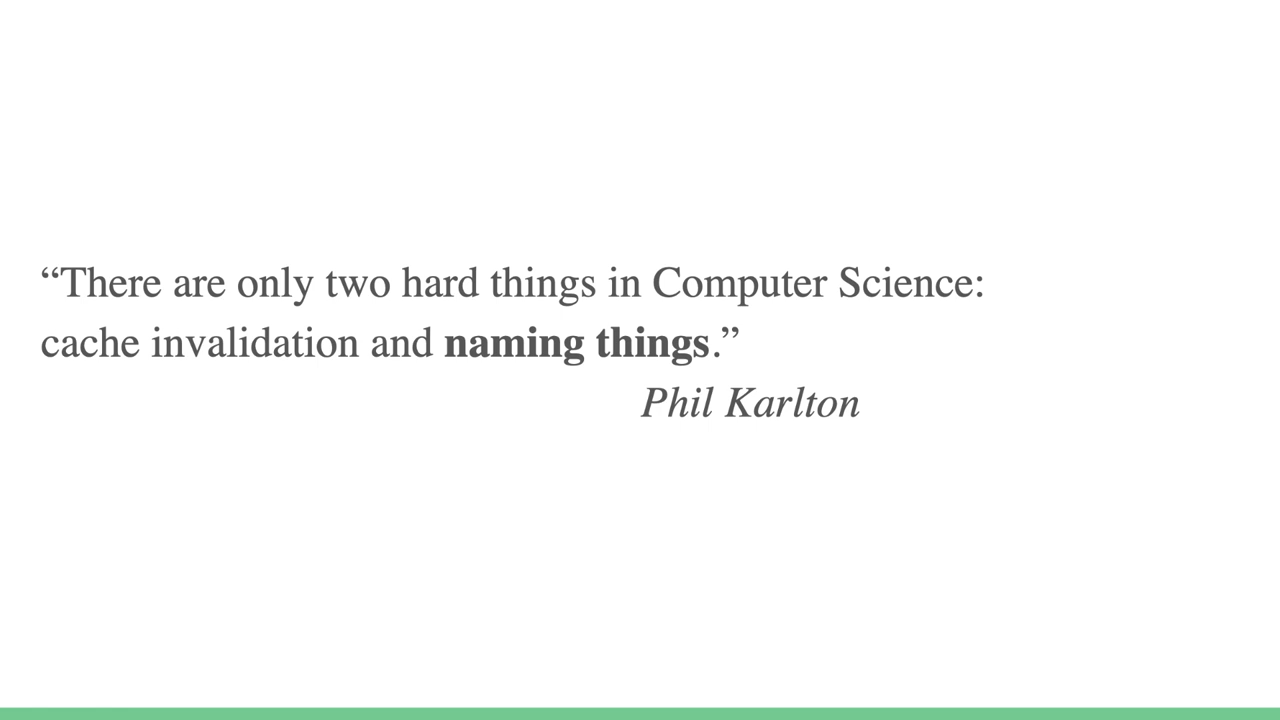 “There are only two hard things in Computer Science:
cache invalidation and naming things.”
Phil Karlton